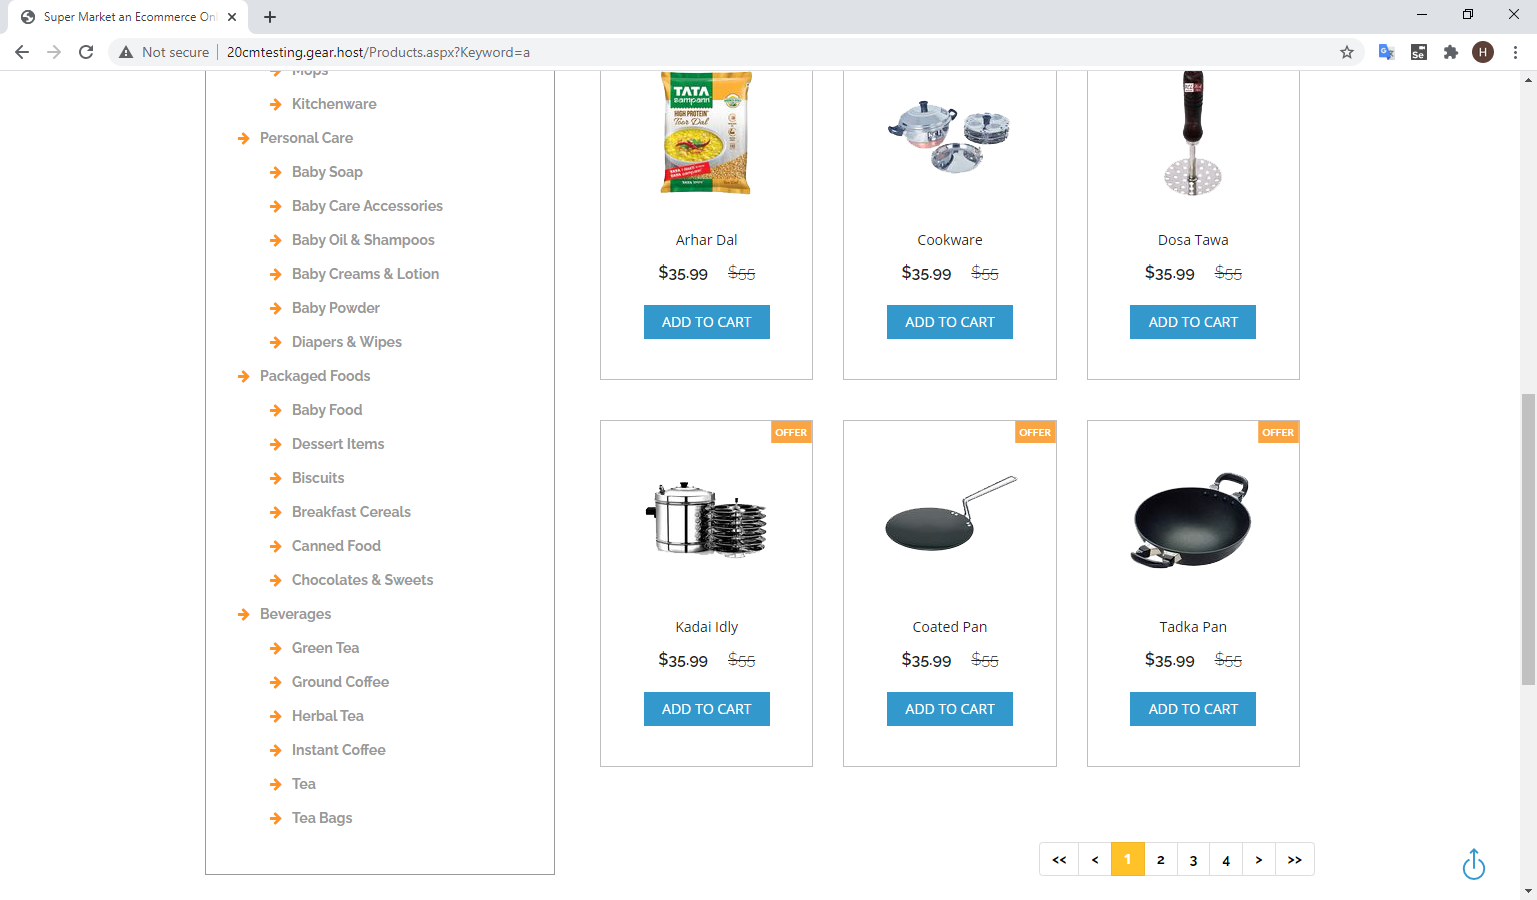 Super Market an Ecommerce Onl
Not secure
20cmtesting.gear.host/Products.aspx?Keyword=a
H
Mops
Kitchenware
Personal Care
Baby Soap
Baby Care Accessories
Baby Oil & Shampoos
Baby Creams & Lotion
Baby Powder
Diapers & Wipes
Packaged Foods
Baby Food
Dessert Items
Biscuits
Breakfast Cereals
Canned Food
Chocolates & Sweets
Beverages
Green Tea
Ground Coffee
Herbal Tea
Instant Coffee
Tea
Tea Bags
TATA
sampann
HIGH PROTEIN
Toor Dal
Arhar Dal Cookware Dosa Tawa
$35.99 $55 $35.99 $55 $35.99 $55
ADD TO CART ADD TO CART ADD TO CART
OFFER OFFER OFFER
Kadai Idly Coated Pan Tadka Pan
$35.99 $55 $35.99 $55 $35.99 $55
ADD TO CART ADD TO CART ADD TO CART
<< < 1 2 3 4 > >>